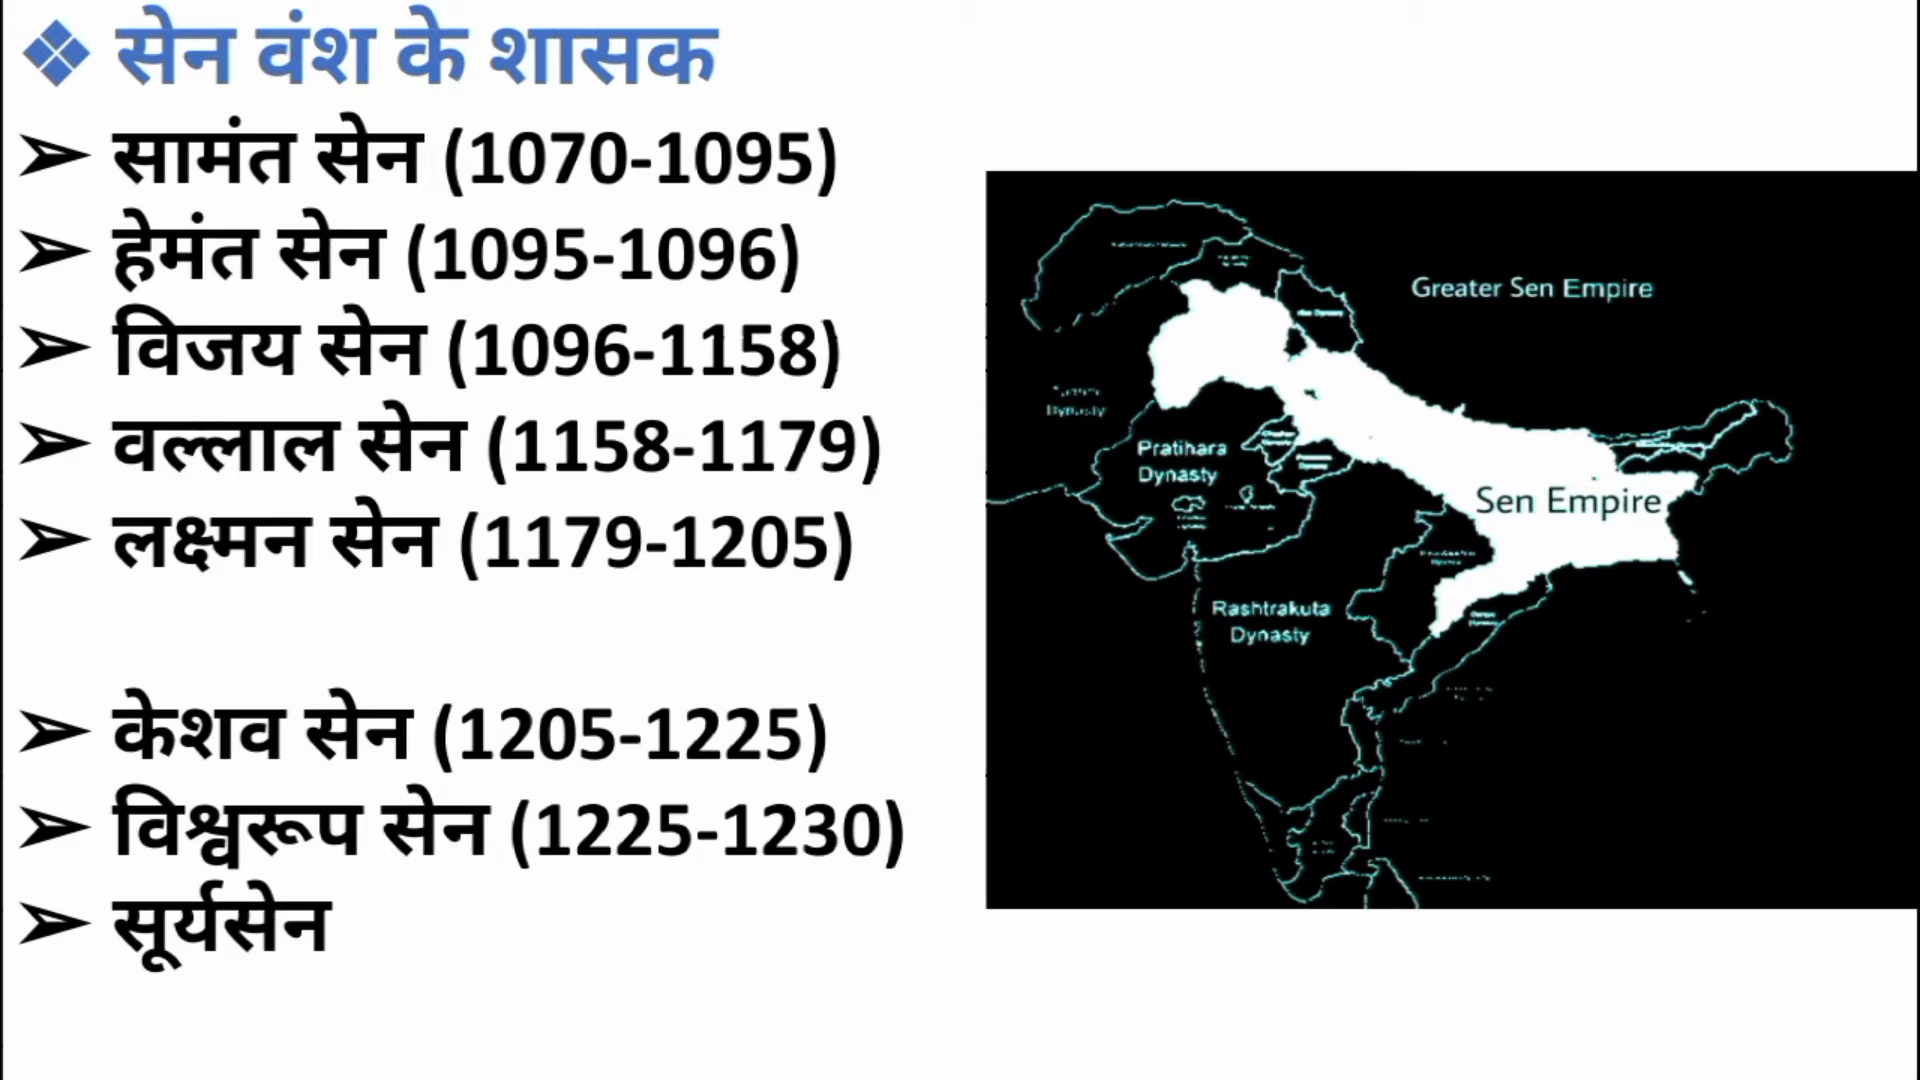 सेन वंश के शासक
सामंत सेन (1070-1095)
हेमंत सेन (1095-1096)
विजय सेन (1096-1158)
वल्लाल सेन (1158-1179)
लक्ष्मन सेन (1179-1205)
केशव सेन (1205-1225)
विश्वरूप सेन (1225-1230)
सूर्यसेन
Greater Sen Empire
Dynasty
Pratihara
Dynasty
Sen Empire
Rashtrakuta
Dynasty